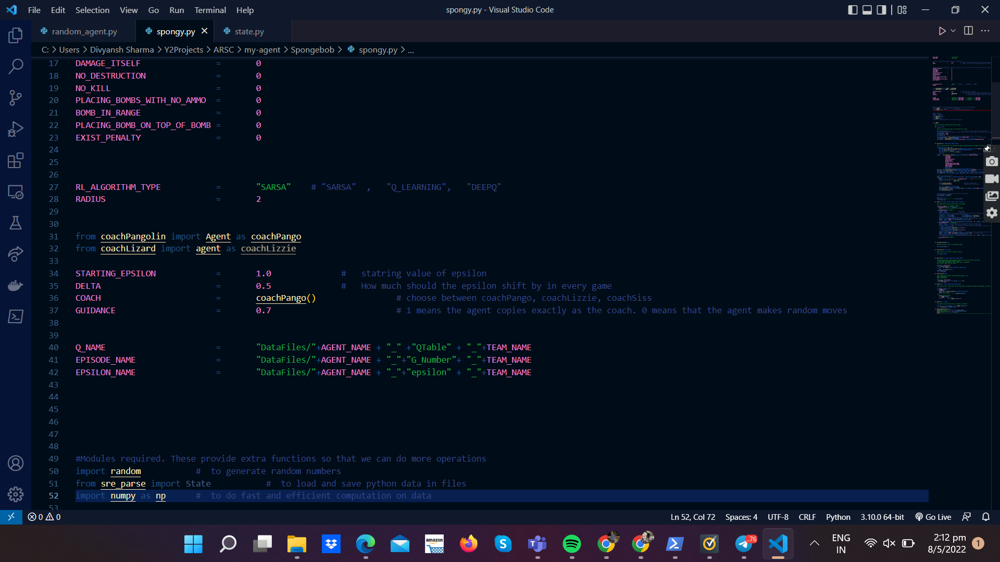 File Edit Selection View Go Run Terminal Help
spongy.py - Visual Studio Code
random_agent.py
spongy.py
state.py
C: > Users > Divyansh Sharma > Y2Projects > ARSC > my-agent > Spongebob > spongy.py > ...
17 DAMAGE_ITSELF = 0
18 NO_DESTRUCTION = 0
19 NO_KILL = 0
20 PLACING_BOMBS_WITH_NO_AMMO = 0
21 BOMB_IN_RANGE = 0
22 PLACING_BOMB_ON_TOP_OF_BOMB = 0
23 EXIST_PENALTY = 0
24
25
26
27 RL_ALGORITHM_TYPE = "SARSA" # "SARSA" , "Q_LEARNING", "DEEPQ"
28 RADIUS = 2
29
30
31 from coachPangolin import Agent as coachPango
32 from coachLizard import agent as coachLizzie
33
34 STARTING_EPSILON = 1.0 # statring value of epsilon
35 DELTA = 0.5 # How much should the epsilon shift by in every game
36 COACH = coachPango() # choose between coachPango, coachLizzie, coachSiss
37 GUIDANCE = 0.7 # 1 means the agent copies exactly as the coach. 0 means that the agent makes random moves
38
39
40 Q_NAME = "DataFiles/"+AGENT_NAME + "_" +"QTable" + "_"+TEAM_NAME
41 EPISODE_NAME = "DataFiles/"+AGENT_NAME + "_"+"G_Number"+ "_"+TEAM_NAME
42 EPSILON_NAME = "DataFiles/"+AGENT_NAME + "_"+"epsilon" + "_"+TEAM_NAME
43
44
45
46
47
48
49 #Modules required. These provide extra functions so that we can do more operations
50 import random # to generate random numbers
51 from sre_parse import State # to load and save python data in files
52 import numpy as np # to do fast and efficient computation on data
53
0 0
Ln 52, Col 72 Spaces: 4 UTF-8 CRLF Python 3.10.0 64-bit Go Live
amazon
.76
ENG
IN
2:12 pm
8/5/2022
1